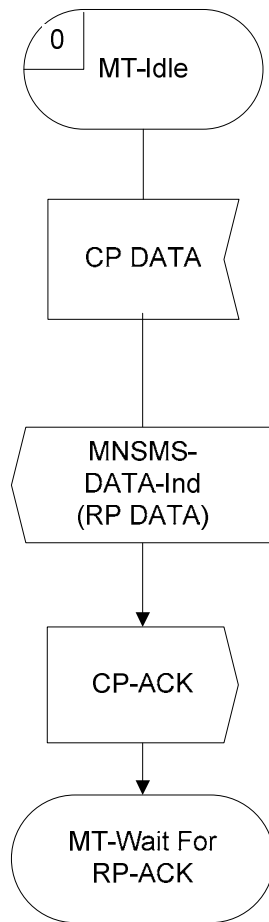 0
MT-Idle
CP DATA
MNSMS-
DATA-Ind
(RP DATA)
CP-ACK
MT-Wait For
RP-ACK